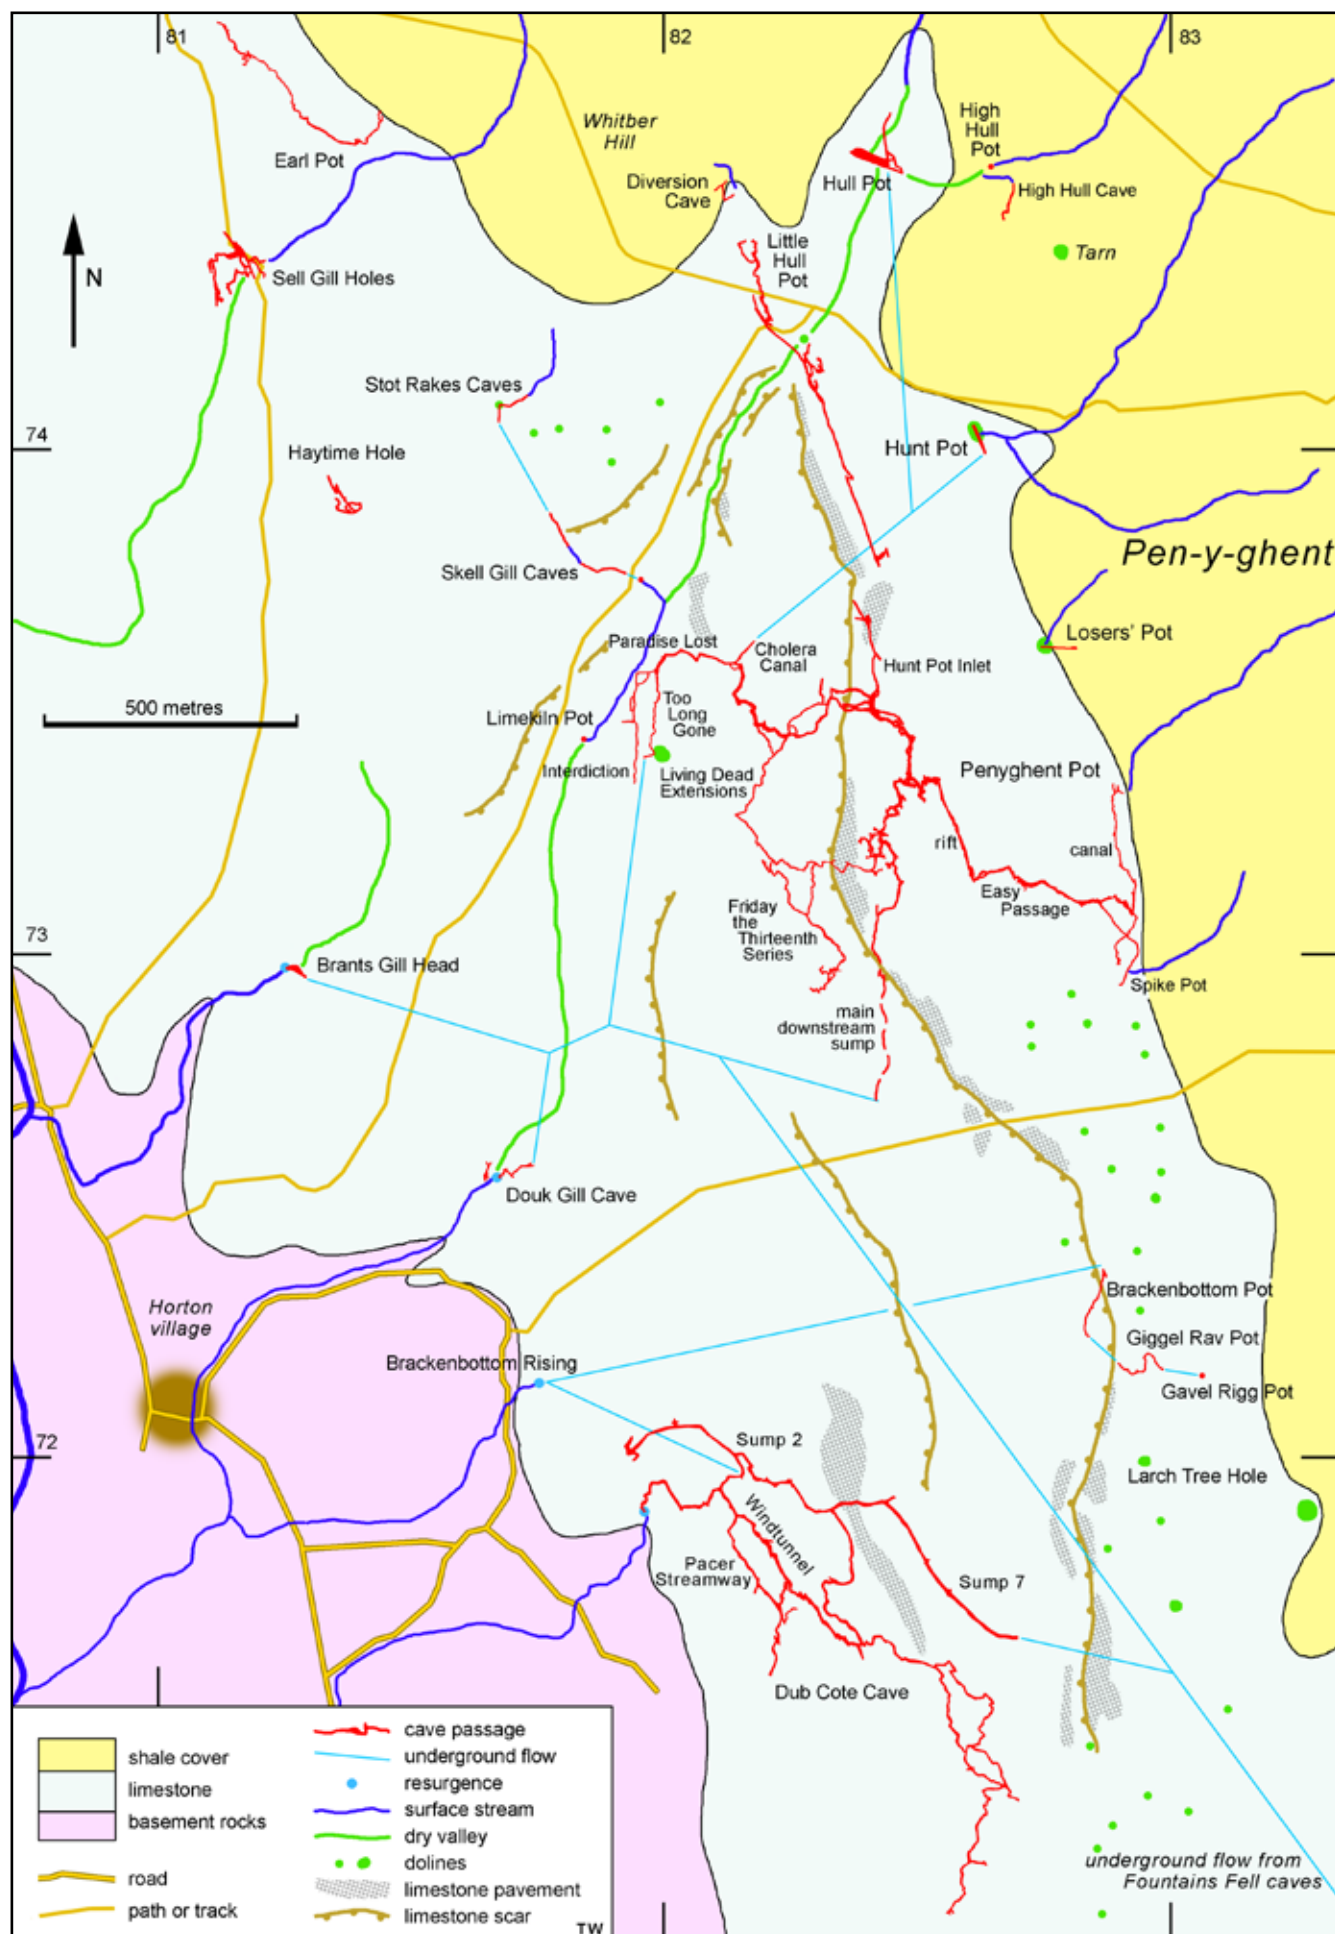 81
82
83
Whitber
Hill
High
Hull
Pot
Earl Pot
Diversion
Cave
Hull Pot
High Hull Cave
Little
Hull
Pot
Tarn
N
Sell Gill Holes
Stot Rakes Caves
74
Haytime Hole
Hunt Pot
Pen-y-ghent
Skell Gill Caves
Losers' Pot
Paradise Lost
Cholera
Canal
Hunt Pot Inlet
500 metres
Limekiln Pot
Too
Long
Gone
Interdiction
Living Dead
Extensions
Penyghent Pot
rift
canal
Easy
Passage
Friday
the
Thirteenth
Series
73
Brants Gill Head
Spike Pot
main
downstream
sump
Douk Gill Cave
Horton
village
Brackenbottom Pot
Giggel Rav Pot
Brackenbottom Rising
Gavel Rigg Pot
72
Sump 2
Larch Tree Hole
Windtunnel
Pacer
Streamway
Sump 7
Dub Cote Cave
shale cover
limestone
basement rocks
road
path or track
cave passage
underground flow
resurgence
surface stream
dry valley
dolines
limestone pavement
limestone scar
TW
underground flow from
Fountains Fell caves